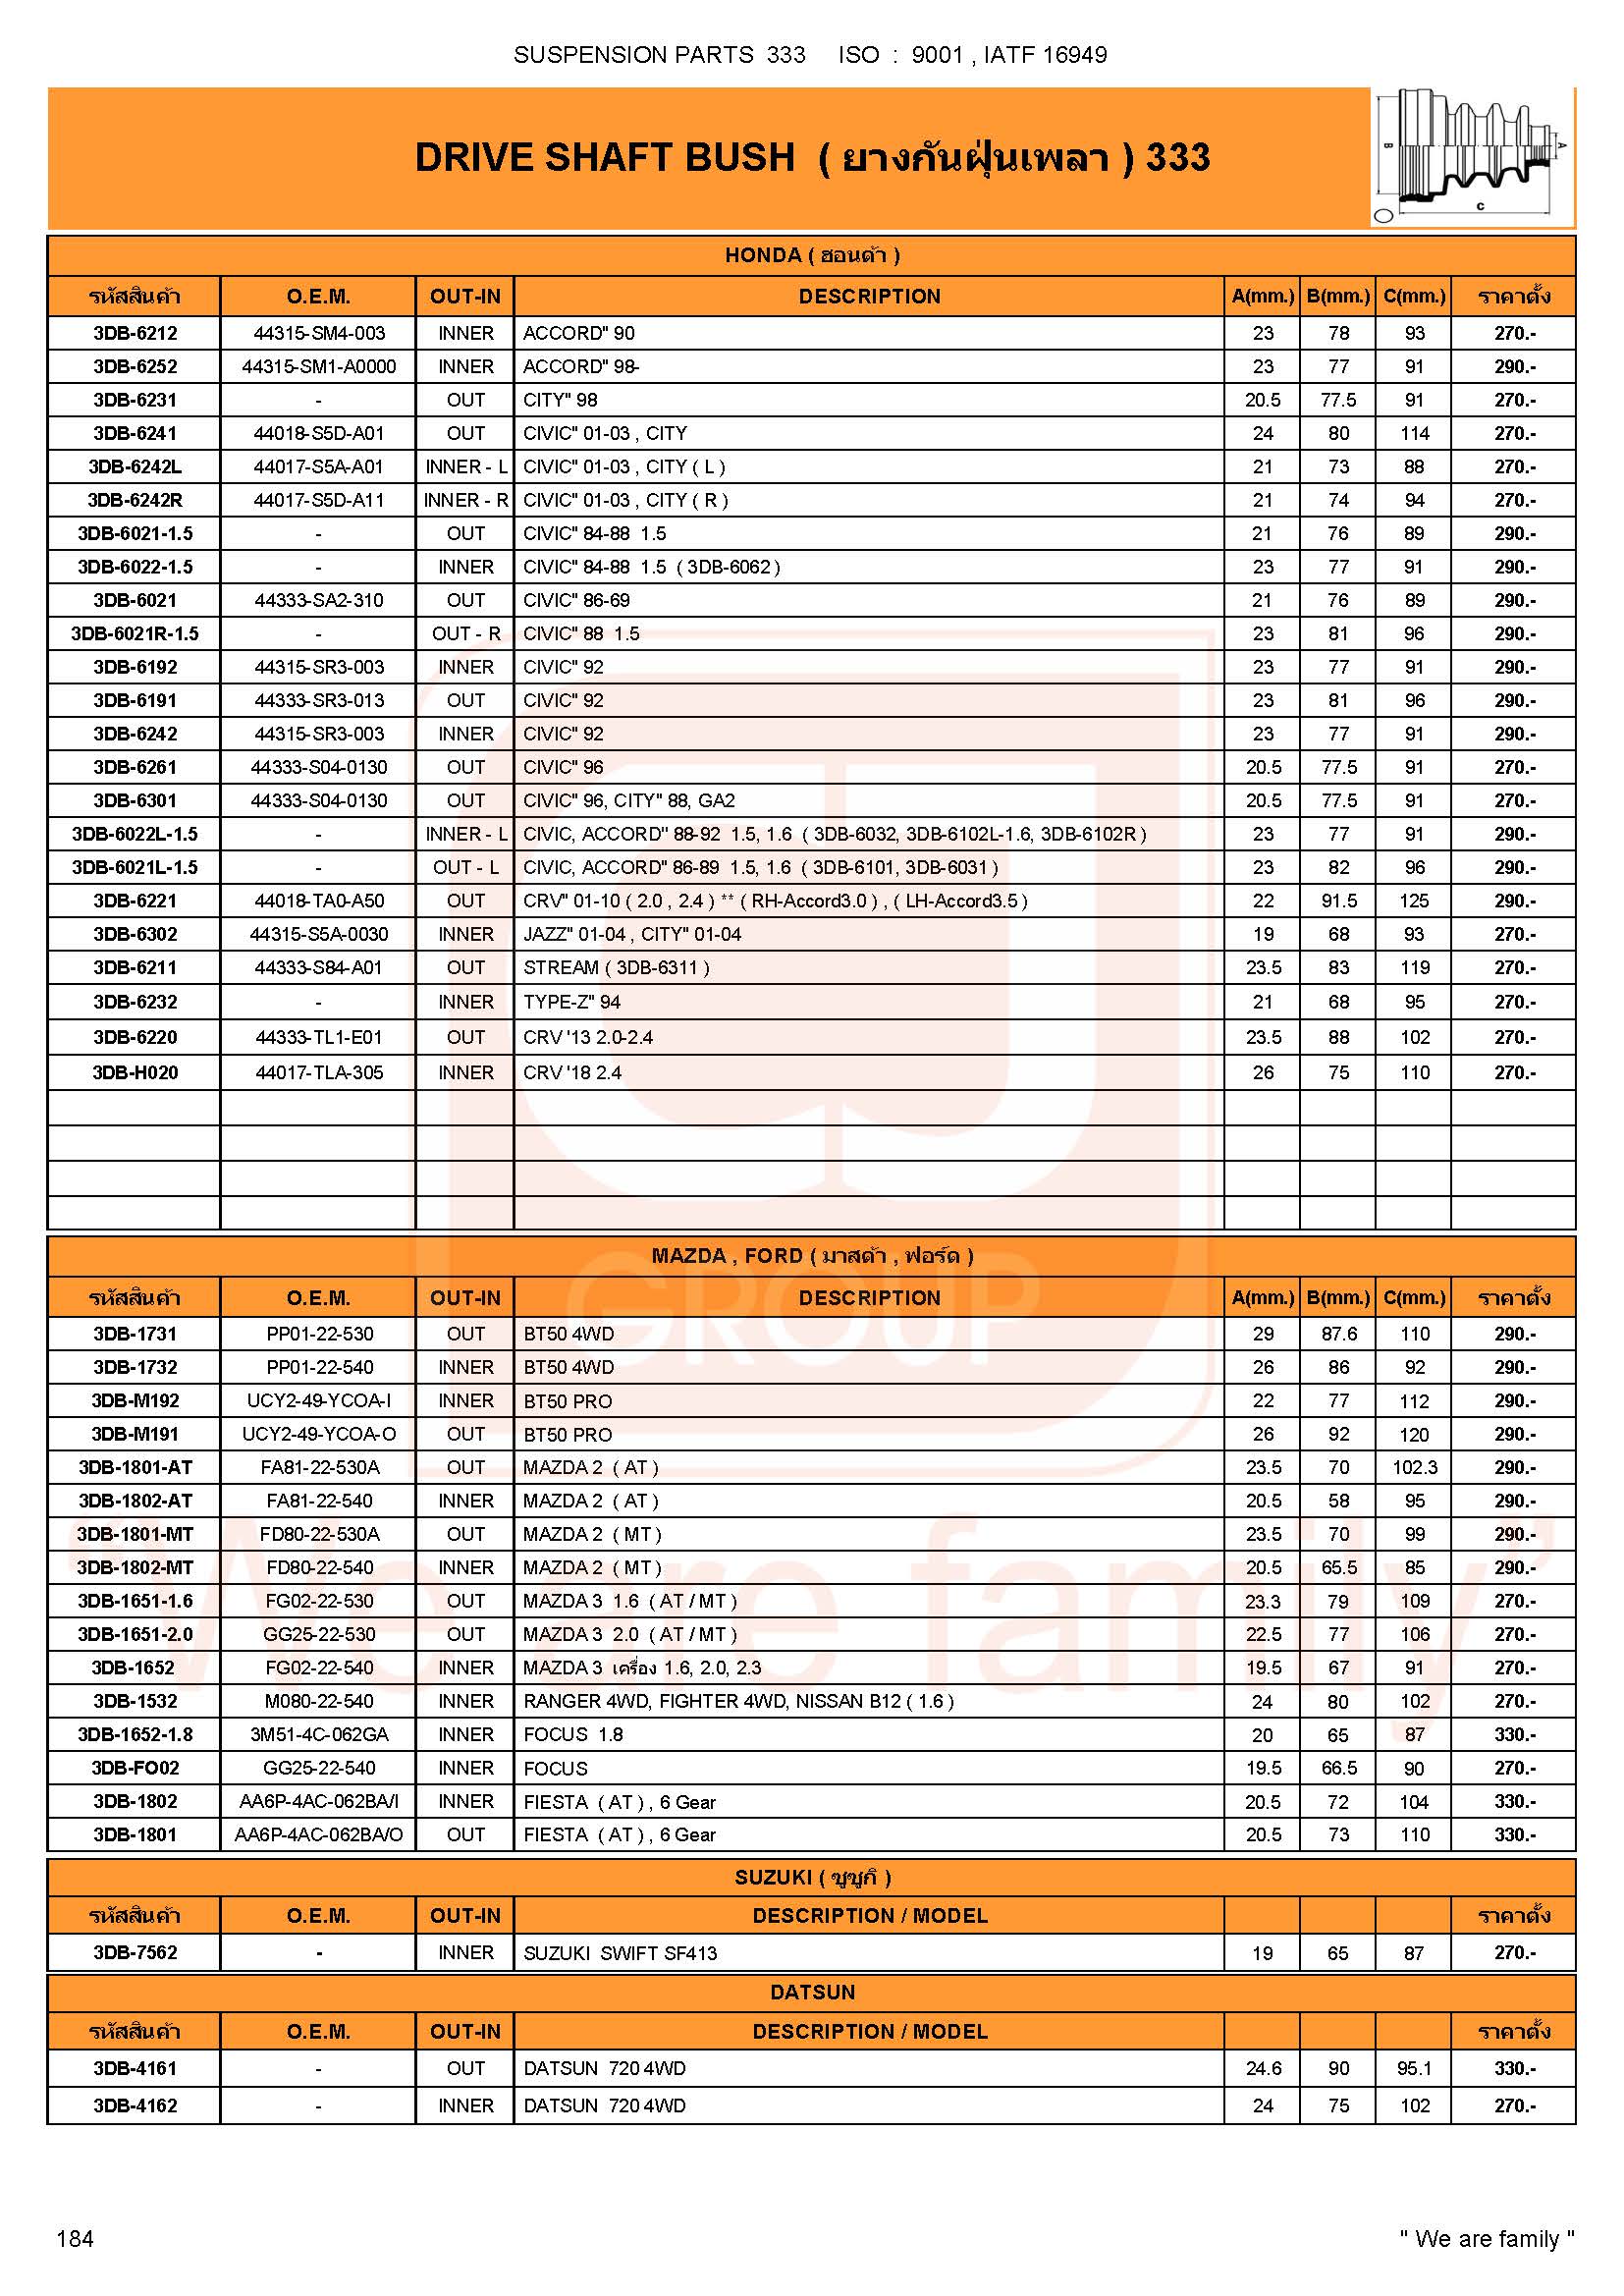 SUSPENSION PARTS 333 ISO : 9001 , IATF 16949
DRIVE SHAFT BUSH ( ยางกันฝุ่นเพลา ) 333
B A C
HONDA ( ฮอนด้า )
รหัสสินค้า O.E.M. OUT-IN DESCRIPTION A(mm.) B(mm.) C(mm.) ราคาตั้ง
3DB-6212 44315-SM4-003 INNER ACCORD" 90 23 78 93 270.-
3DB-6252 44315-SM1-A0000 INNER ACCORD" 98- 23 77 91 290.-
3DB-6231 - OUT CITY" 98 20.5 77.5 91 270.-
3DB-6241 44018-S5D-A01 OUT CIVIC" 01-03 , CITY 24 80 114 270.-
3DB-6242L 44017-S5A-A01 INNER - L CIVIC" 01-03 , CITY ( L ) 21 73 88 270.-
3DB-6242R 44017-S5D-A11 INNER - R CIVIC" 01-03 , CITY ( R ) 21 74 94 270.-
3DB-6021-1.5 - OUT CIVIC" 84-88 1.5 21 76 89 290.-
3DB-6022-1.5 - INNER CIVIC" 84-88 1.5 ( 3DB-6062 ) 23 77 91 290.-
3DB-6021 44333-SA2-310 OUT CIVIC" 86-69 21 76 89 290.-
3DB-6021R-1.5 - OUT - R CIVIC" 88 1.5 23 81 96 290.-
3DB-6192 44315-SR3-003 INNER CIVIC" 92 23 77 91 290.-
3DB-6191 44333-SR3-013 OUT CIVIC" 92 23 81 96 290.-
3DB-6242 44315-SR3-003 INNER CIVIC" 92 23 77 91 290.-
3DB-6261 44333-S04-0130 OUT CIVIC" 96 20.5 77.5 91 270.-
3DB-6301 44333-S04-0130 OUT CIVIC" 96, CITY" 88, GA2 20.5 77.5 91 270.-
3DB-6022L-1.5 - INNER - L CIVIC, ACCORD" 88-92 1.5, 1.6 ( 3DB-6032, 3DB-6102L-1.6, 3DB-6102R ) 23 77 91 290.-
3DB-6021L-1.5 - OUT - L CIVIC, ACCORD" 86-89 1.5, 1.6 ( 3DB-6101, 3DB-6031 ) 23 82 96 290.-
3DB-6221 44018-TA0-A50 OUT CRV" 01-10 ( 2.0 , 2.4 ) ** ( RH-Accord3.0 ) , ( LH-Accord3.5 ) 22 91.5 125 290.-
3DB-6302 44315-S5A-0030 INNER JAZZ" 01-04 , CITY" 01-04 19 68 93 270.-
3DB-6211 44333-S84-A01 OUT STREAM ( 3DB-6311 ) 23.5 83 119 270.-
3DB-6232 - INNER TYPE-Z" 94 21 68 95 270.-
3DB-6220 44333-TL1-E01 OUT CRV '13 2.0-2.4 23.5 88 102 270.-
3DB-H020 44017-TLA-305 INNER CRV '18 2.4 26 75 110 270.-
GROUP
MAZDA , FORD ( มาสด้า , ฟอร์ด )
รหัสสินค้า O.E.M. OUT-IN DESCRIPTION A(mm.) B(mm.) C(mm.) ราคาตั้ง
3DB-1731 PP01-22-530 OUT BT50 4WD 29 87.6 110 290.-
3DB-1732 PP01-22-540 INNER BT50 4WD 26 86 92 290.-
3DB-M192 UCY2-49-YCOA-I INNER BT50 PRO 22 77 112 290.-
3DB-M191 UCY2-49-YCOA-O OUT BT50 PRO 26 92 120 290.-
3DB-1801-AT FA81-22-530A OUT MAZDA 2 ( AT ) 23.5 70 102.3 290.-
3DB-1802-AT FA81-22-540 INNER MAZDA 2 ( AT ) 20.5 58 95 290.-
3DB-1801-MT FD80-22-530A OUT MAZDA 2 ( MT ) 23.5 70 99 290.-
3DB-1802-MT FD80-22-540 INNER MAZDA 2 ( MT ) 20.5 65.5 85 290.-
3DB-1651-1.6 FG02-22-530 OUT MAZDA 3 1.6 ( AT / MT ) 23.3 79 109 270.-
3DB-1651-2.0 GG25-22-530 OUT MAZDA 3 2.0 ( AT / MT ) 22.5 77 106 270.-
3DB-1652 FG02-22-540 INNER MAZDA 3 เครื่อง 1.6, 2.0, 2.3 19.5 67 91 270.-
3DB-1532 M080-22-540 INNER RANGER 4WD, FIGHTER 4WD, NISSAN B12 ( 1.6 ) 24 80 102 270.-
3DB-1652-1.8 3M51-4C-062GA INNER FOCUS 1.8 20 65 87 330.-
3DB-FO02 GG25-22-540 INNER FOCUS 19.5 66.5 90 270.-
3DB-1802 AA6P-4AC-062BA/I INNER FIESTA ( AT ) , 6 Gear 20.5 72 104 330.-
3DB-1801 AA6P-4AC-062BA/O OUT FIESTA ( AT ) , 6 Gear 20.5 73 110 330.-
"We are family"
SUZUKI ( ซูซูกิ )
รหัสสินค้า O.E.M. OUT-IN DESCRIPTION / MODEL ราคาตั้ง
3DB-7562 - INNER SUZUKI SWIFT SF413 19 65 87 270.-
DATSUN
รหัสสินค้า O.E.M. OUT-IN DESCRIPTION / MODEL ราคาตั้ง
3DB-4161 - OUT DATSUN 720 4WD 24.6 90 95.1 330.-
3DB-4162 - INNER DATSUN 720 4WD 24 75 102 270.-
184 " We are family "